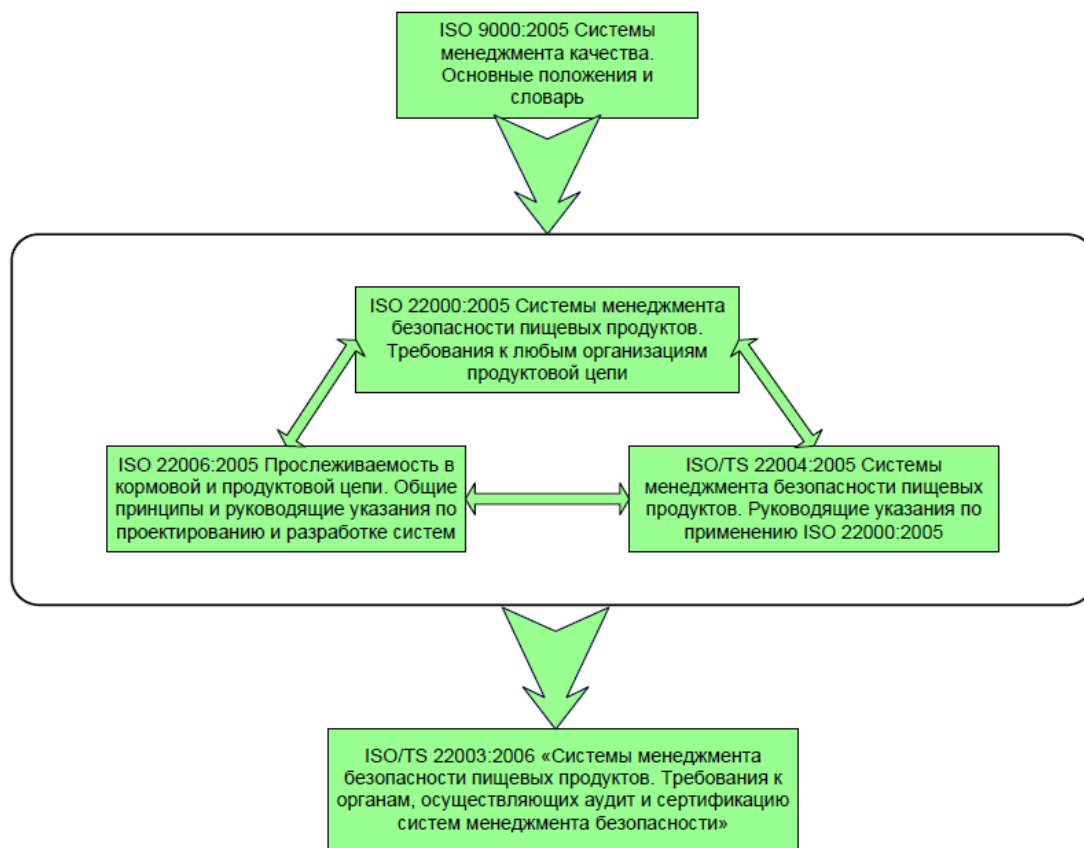 ISO 9000:2005 Системы
менеджмента качества.
Основные положения и
словарь
ISO 22000:2005 Системы менеджмента
безопасности пищевых продуктов.
Требования к любым организациям
продуктовой цепи
ISO 22006:2005 Прослеживаемость в
кормовой и продуктовой цепи. Общие
принципы и руководящие указания по
проектированию и разработке систем
ISO/TS 22004:2005 Системы
менеджмента безопасности пищевых
продуктов. Руководящие указания по
применению ISO 22000:2005
ISO/TS 22003:2006 «Системы менеджмента
безопасности пищевых продуктов. Требования к
органам, осуществляющих аудит и сертификацию
систем менеджмента безопасности»